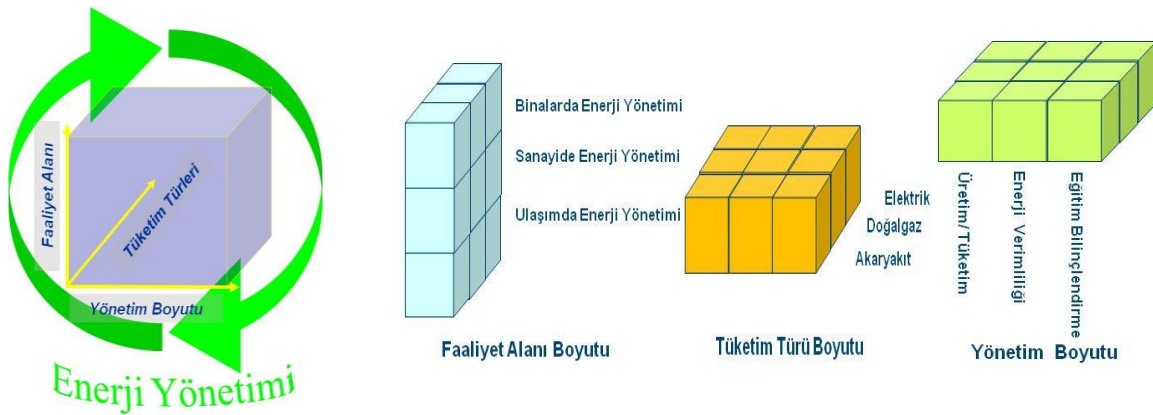 Faaliyet Alanı
Tüketim Türleri
Yönetim Boyutu
Enerji Yönetimi
Binalarda Enerji Yönetimi
Sanayide Enerji Yönetimi
Ulaşımda Enerji Yönetimi
Faaliyet Alanı Boyutu
Elektrik
Doğalgaz
Akaryakıt
Tüketim Türü Boyutu
Üretim/Tüketim
Enerji Verimliliği
Eğitim Bilinçlendirme
Yönetim Boyutu